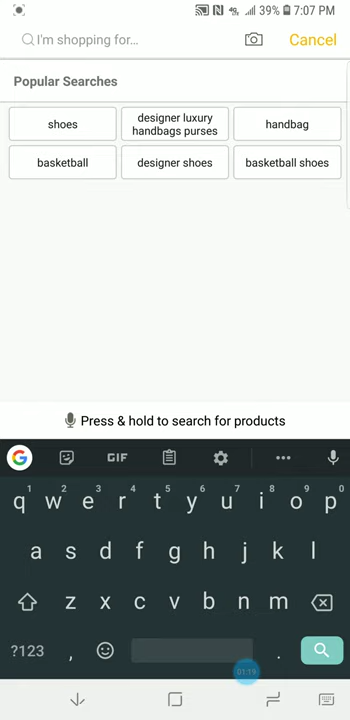 39% 7:07 PM
I'm shopping for...
Cancel
Popular Searches
shoes
designer luxury
handbags purses
handbag
basketball
designer shoes
basketball shoes
Press & hold to search for products
G GIF
1 2 3 4 5 6 7 8 9 0
q w e r t y u i o p
a s d f g h j k l
z x c v b n m
?123 , .
01:19